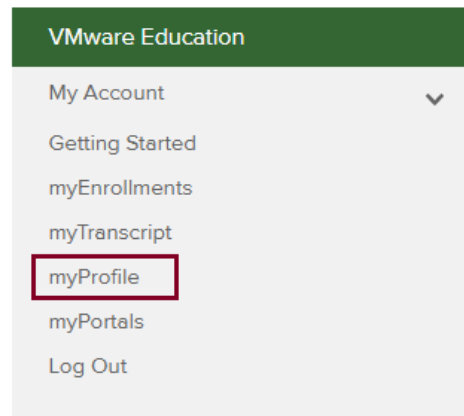 VMware Education
My Account
Getting Started
myEnrollments
myTranscript
myProfile
myPortals
Log Out